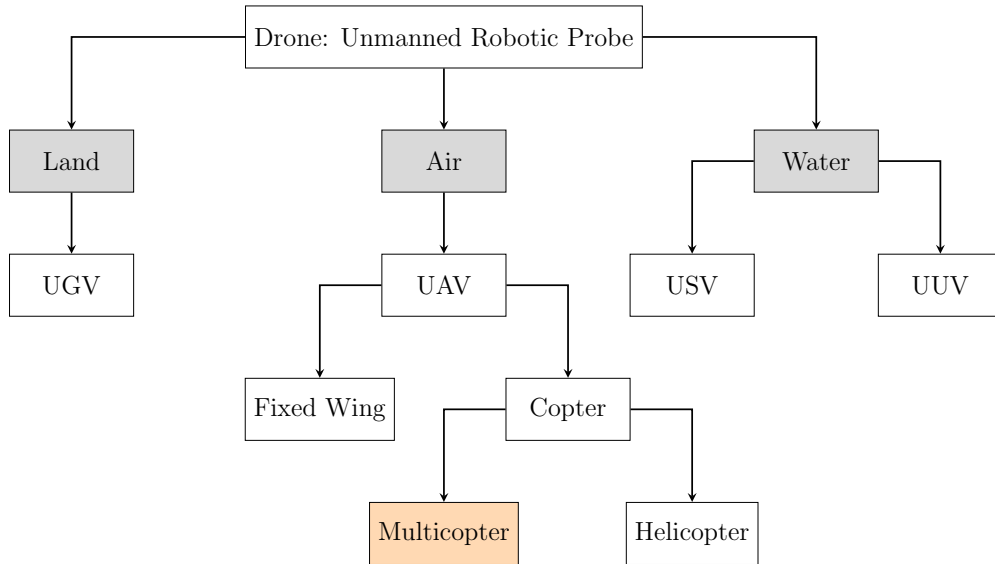 Drone: Unmanned Robotic Probe
Land
Air
Water
UGV
UAV
USV
UUV
Fixed Wing
Copter
Multicopter
Helicopter